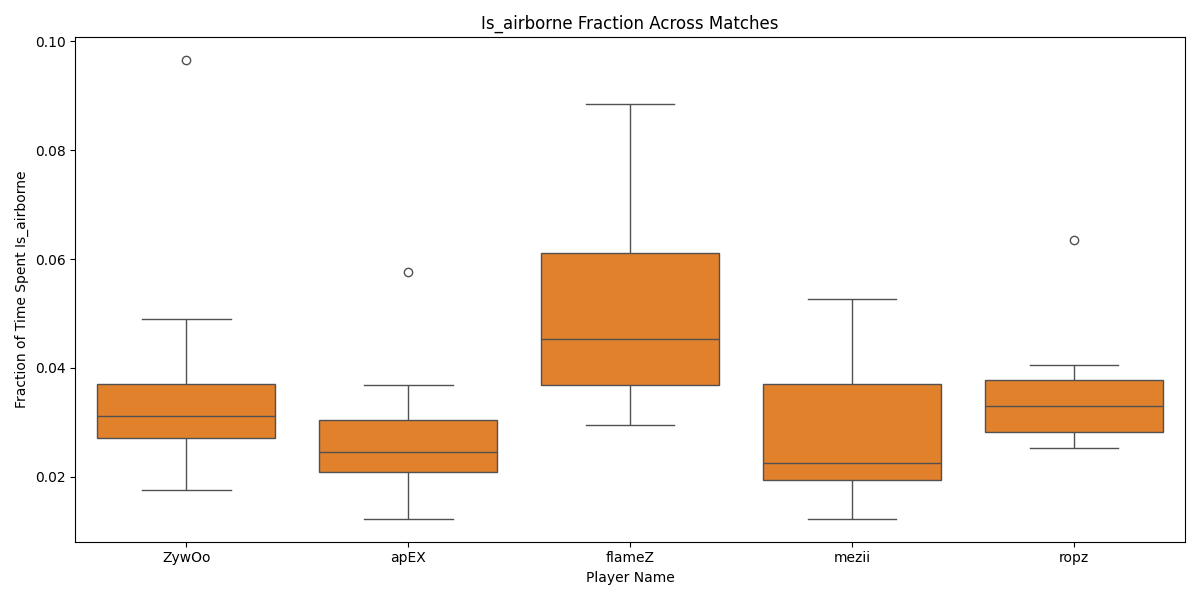 Is_airborne Fraction Across Matches
Fraction of Time Spent Is_airborne
0.10
0.08
0.06
0.04
0.02
ZywOo apEX flameZ mezii ropz
Player Name